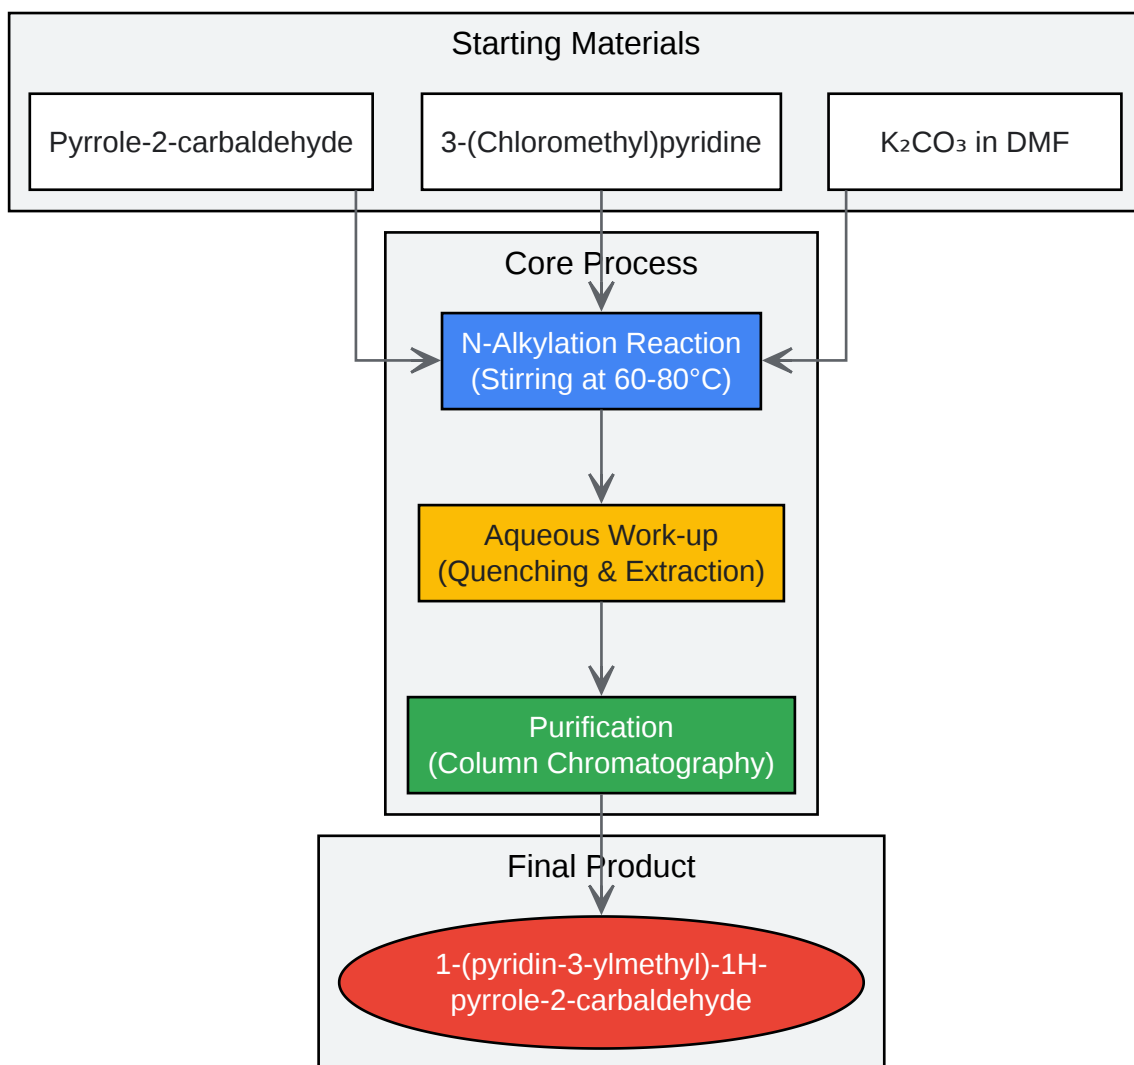 Starting Materials
Pyrrole-2-carbaldehyde
3-(Chloromethyl)pyridine
K₂CO₃ in DMF
Core Process
N-Alkylation Reaction
(Stirring at 60-80°C)
Aqueous Work-up
(Quenching & Extraction)
Purification
(Column Chromatography)
Final Product
1-(pyridin-3-ylmethyl)-1H-
pyrrole-2-carbaldehyde